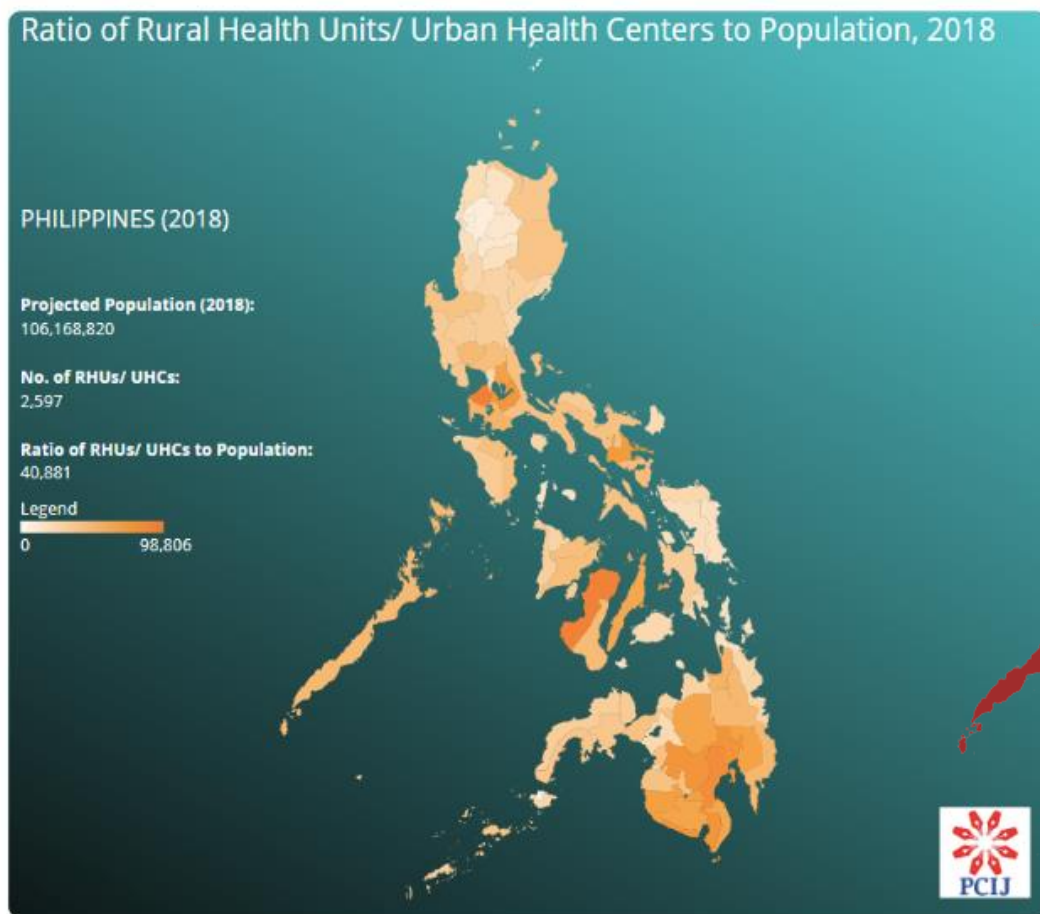 Ratio of Rural Health Units/ Urban Health Centers to Population, 2018
PHILIPPINES (2018)
Projected Population (2018):
106,168,820
No. of RHUs/ UHCs:
2,597
Ratio of RHUs/ UHCs to Population:
40,881
Legend
0 98,806
PCIJ